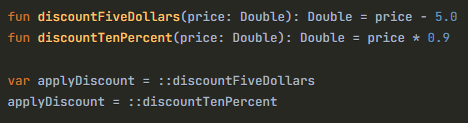 fun discountFiveDollars(price: Double): Double = price - 5.0
fun discountTenPercent(price: Double): Double = price * 0.9
var applyDiscount = ::discountFiveDollars
applyDiscount = ::discountTenPercent